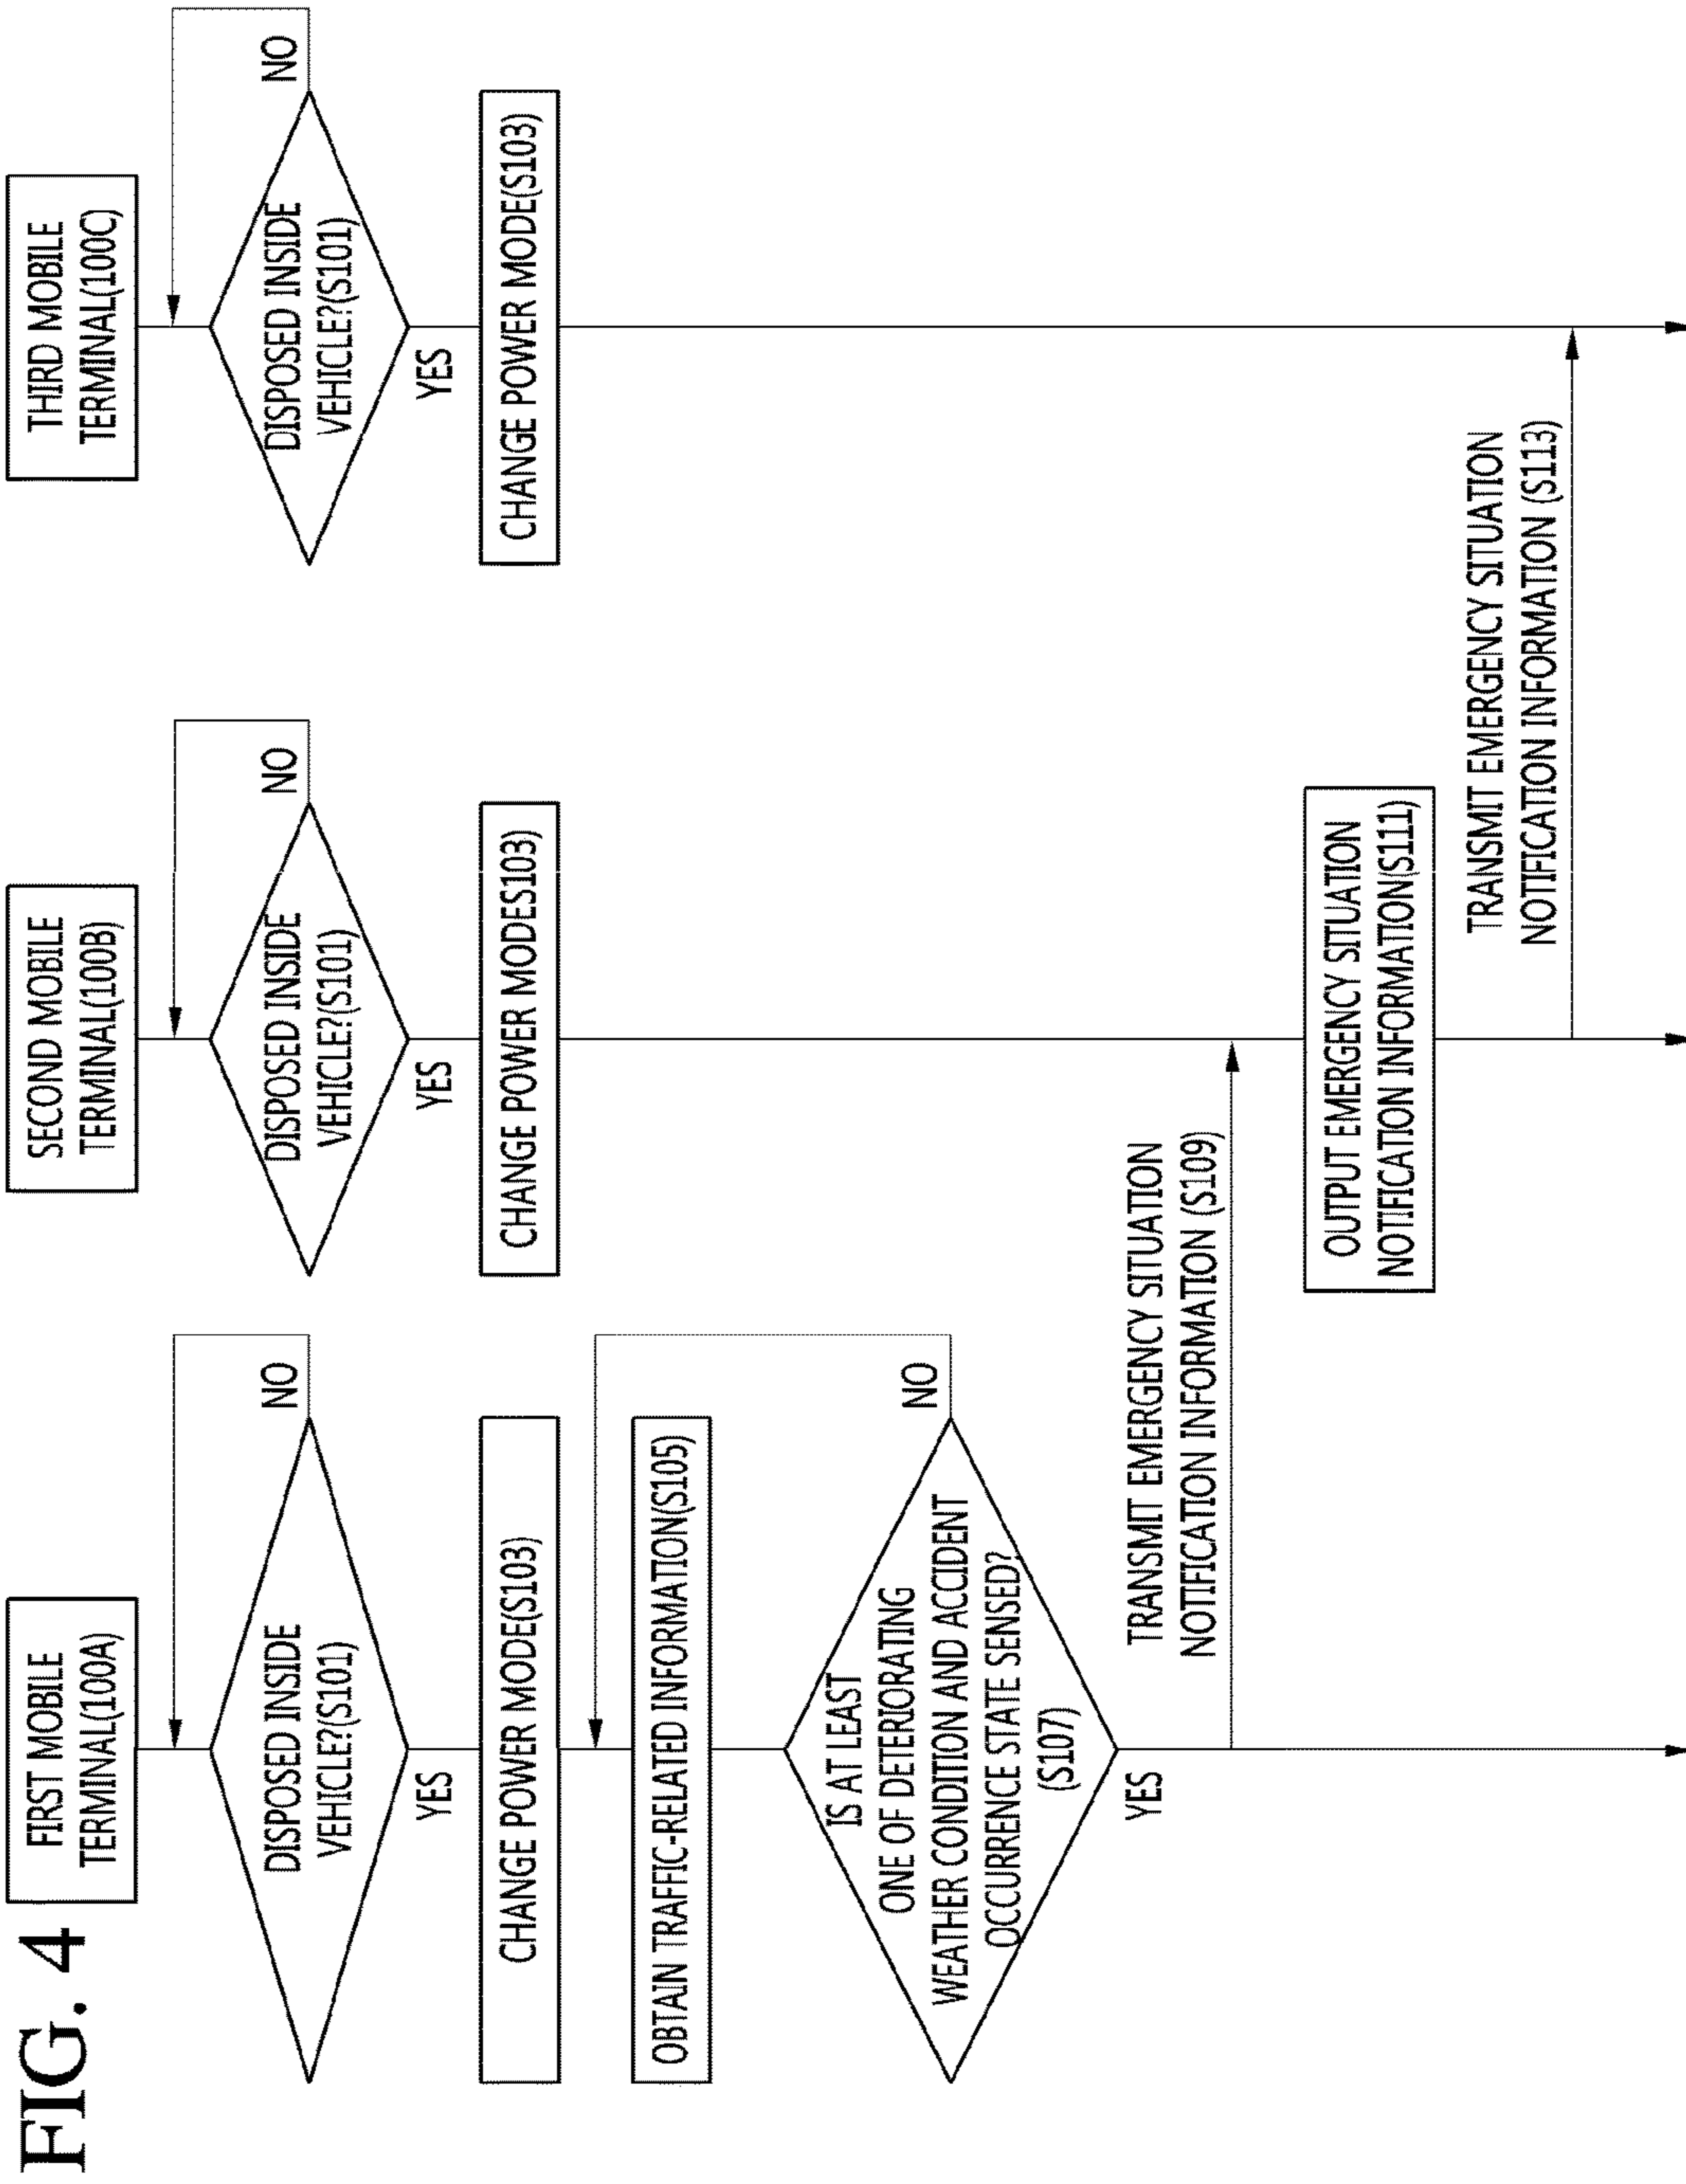 FIG. 4
FIRST MOBILE
TERMINAL(100A)
SECOND MOBILE
TERMINAL(100B)
THIRD MOBILE
TERMINAL(100C)
DISPOSED INSIDE
VEHICLE?(S101)
NO
YES
DISPOSED INSIDE
VEHICLE?(S101)
NO
YES
DISPOSED INSIDE
VEHICLE?(S101)
NO
YES
CHANGE POWER MODE(S103)
CHANGE POWER MODES103)
CHANGE POWER MODE(S103)
OBTAIN TRAFFIC-RELATED INFORMATION(S105)
IS AT LEAST
ONE OF DETERIORATING
WEATHER CONDITION AND ACCIDENT
OCCURRENCE STATE SENSED?
(S107)
NO
YES
TRANSMIT EMERGENCY SITUATION
NOTIFICATION INFORMATION (S109)
OUTPUT EMERGENCY SITUATION
NOTIFICATION INFORMATION(S111)
TRANSMIT EMERGENCY SITUATION
NOTIFICATION INFORMATION (S113)